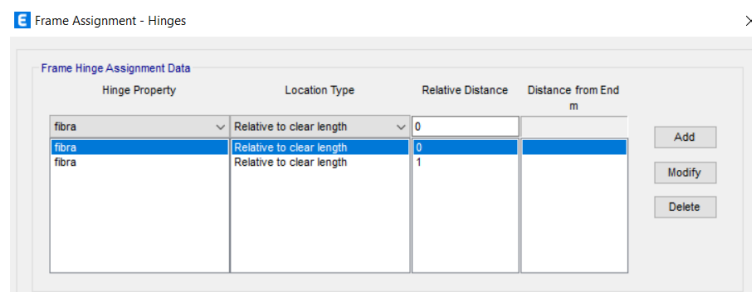 E Frame Assignment - Hinges
Frame Hinge Assignment Data
Hinge Property Location Type Relative Distance Distance from End
m
fibra Relative to clear length 0
fibra Relative to clear length 0
fibra Relative to clear length 1
Add
Modify
Delete